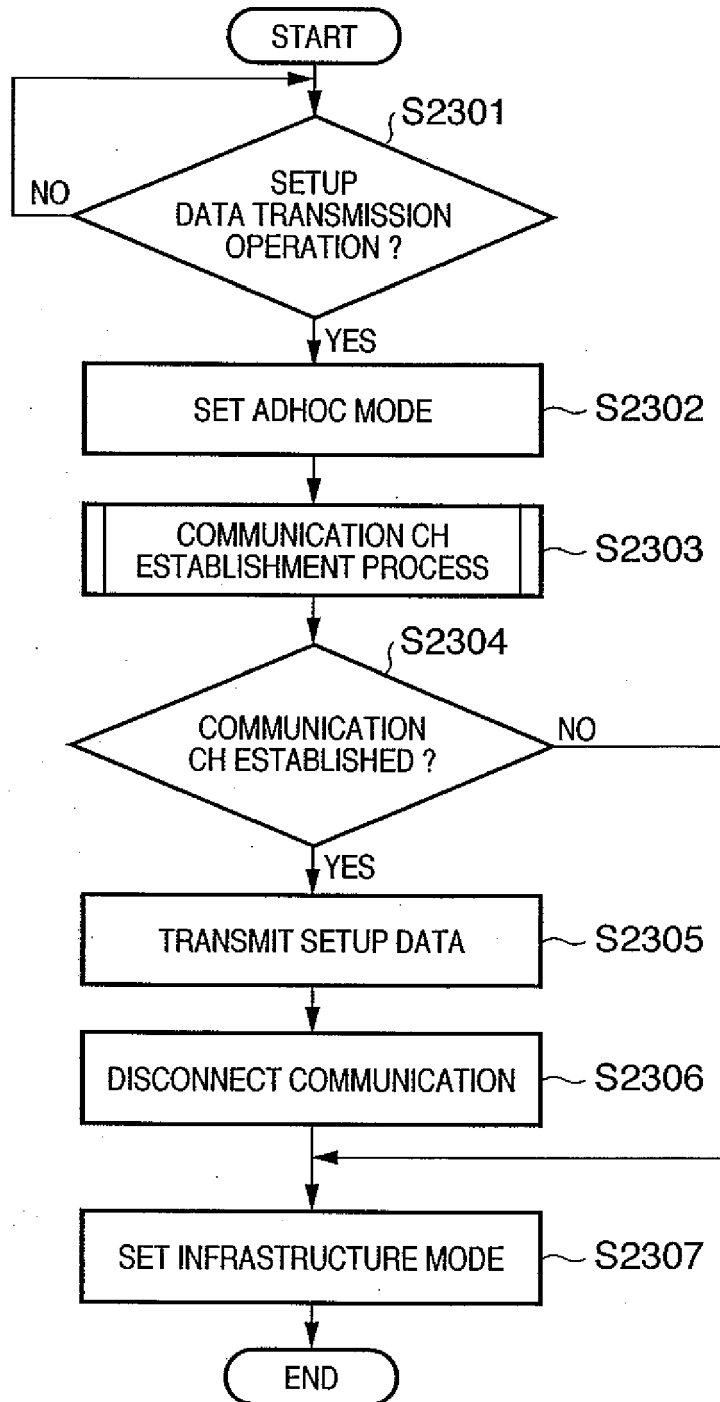 START
S2301
NO
SETUP
DATA TRANSMISSION
OPERATION ?
YES
SET ADHOC MODE
S2302
COMMUNICATION CH
ESTABLISHMENT PROCESS
S2303
S2304
COMMUNICATION
CH ESTABLISHED ?
NO
YES
TRANSMIT SETUP DATA
S2305
DISCONNECT COMMUNICATION
S2306
SET INFRASTRUCTURE MODE
S2307
END